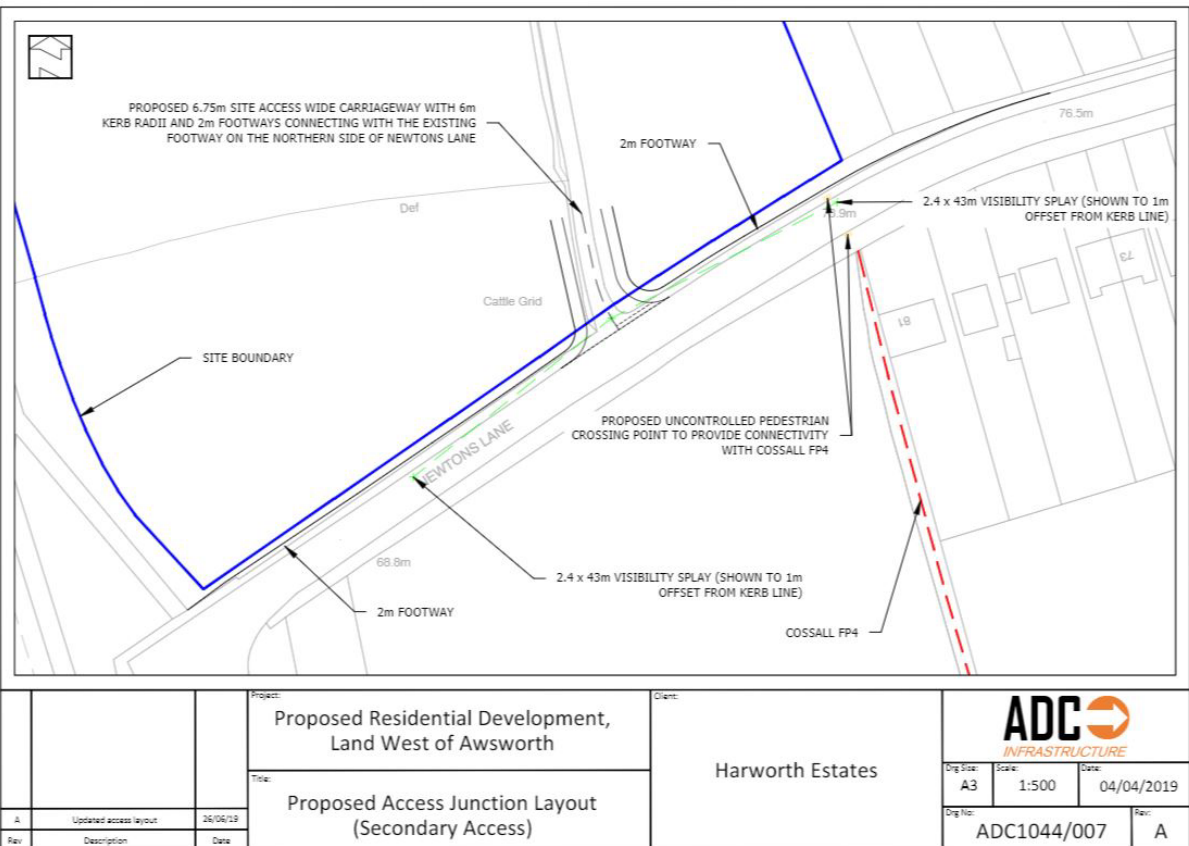 PROPOSED 6.75m SITE ACCESS WIDE CARRIAGEWAY WITH 6m
KERB RADII AND 2m FOOTWAYS CONNECTING WITH THE EXISTING
FOOTWAY ON THE NORTHERN SIDE OF NEWTONS LANE
76.5m
2m FOOTWAY
2.4 x 43m VISIBILITY SPLAY (SHOWN TO 1m
OFFSET FROM KERB LINE)
Def
73
Cattle Grid
81
SITE BOUNDARY
PROPOSED UNCONTROLLED PEDESTRIAN
CROSSING POINT TO PROVIDE CONNECTIVITY
WITH COSSALL FP4
NEWTONS LANE
68.8m
2.4 x 43m VISIBILITY SPLAY (SHOWN TO 1m
OFFSET FROM KERB LINE)
2m FOOTWAY
COSSALL FP4
Project:
Proposed Residential Development,
Land West of Awsworth
Title:
Proposed Access Junction Layout
(Secondary Access)
Client:
Harworth Estates
ADC
INFRASTRUCTURE
Drg Size:
A3
Scale:
1:500
Date:
04/04/2019
Drg No:
ADC1044/007
Rev:
A
A Updated access layout 26/06/19
Rev Description Date